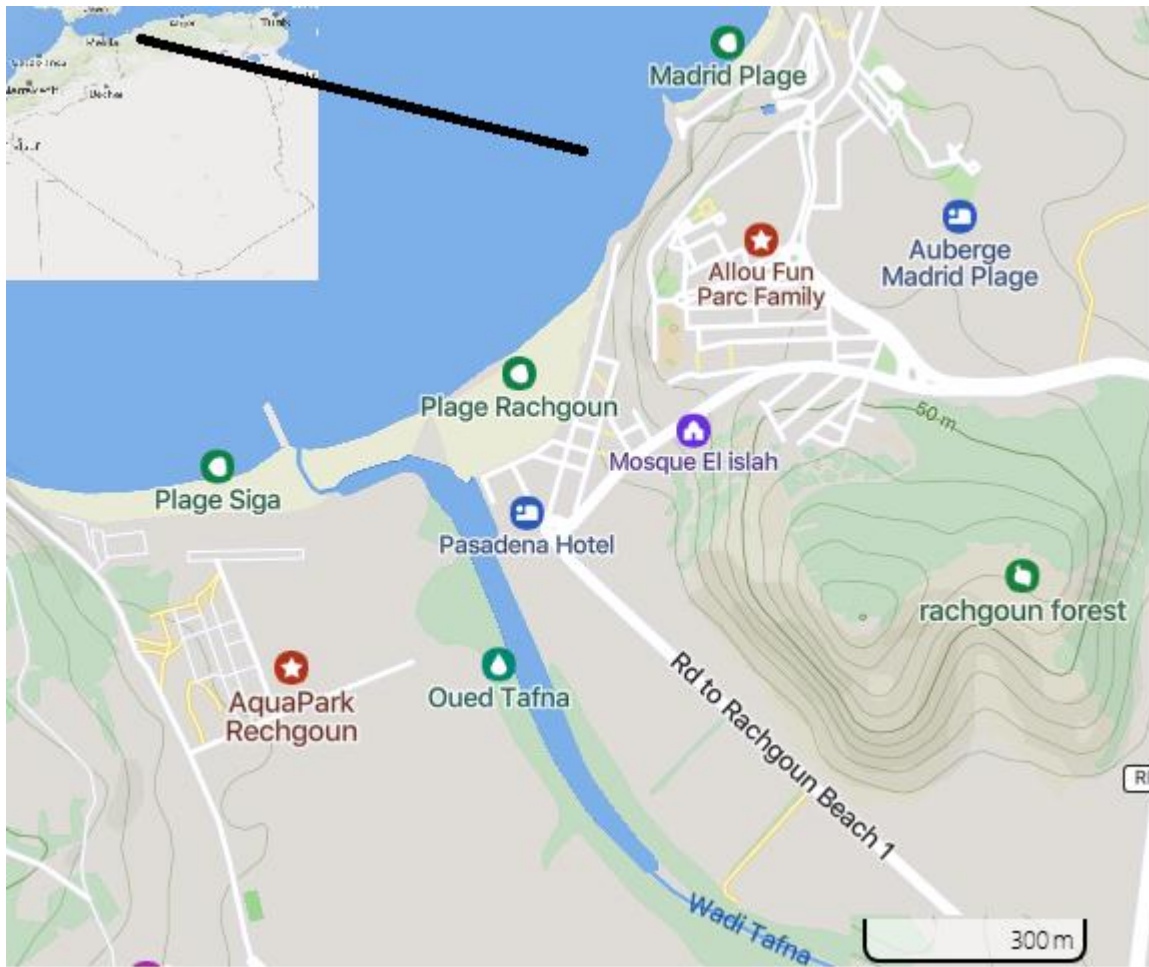 Madrid Plage
Auberge
Madrid Plage
Allou Fun
Parc Family
Plage Rachgoun
50 m
Mosque El islah
Plage Siga
Pasadena Hotel
rachgoun forest
Oued Tafna
AquaPark
Rechgoun
Rd to Rachgoun Beach 1
Wadi Tafna
300 m